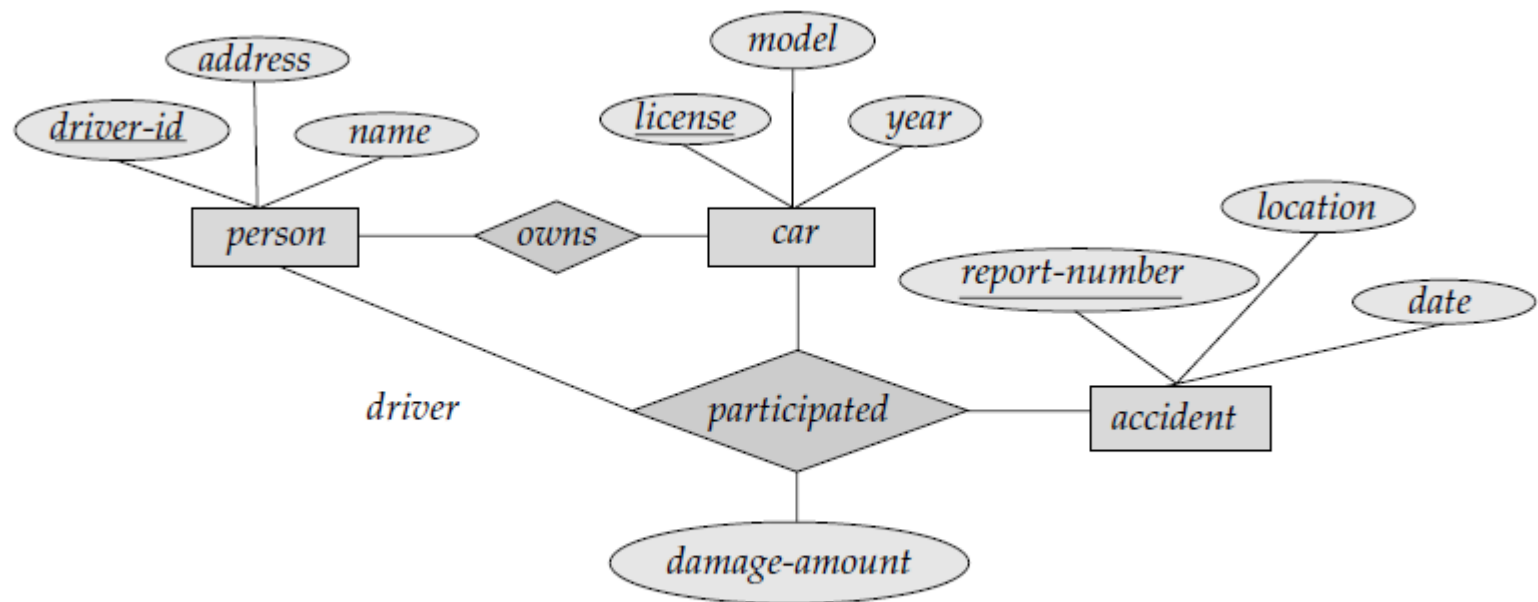 model
address
driver-id
name
license
year
location
person
owns
car
report-number
date
driver
participated
accident
damage-amount